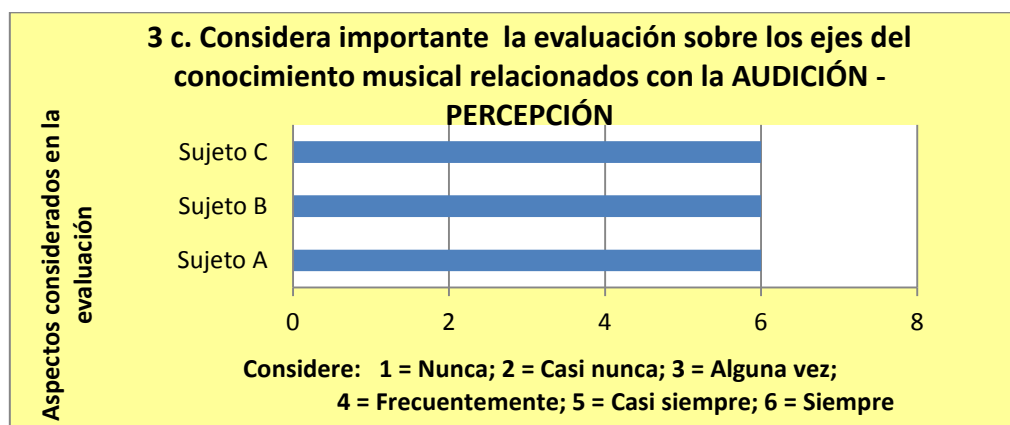 3 c. Considera importante la evaluación sobre los ejes del
conocimiento musical relacionados con la AUDICIÓN -
PERCEPCIÓN
Aspectos considerados en la
evaluación
Sujeto C
Sujeto B
Sujeto A
0 2 4 6 8
Considere: 1 = Nunca; 2 = Casi nunca; 3 = Alguna vez;
4 = Frecuentemente; 5 = Casi siempre; 6 = Siempre